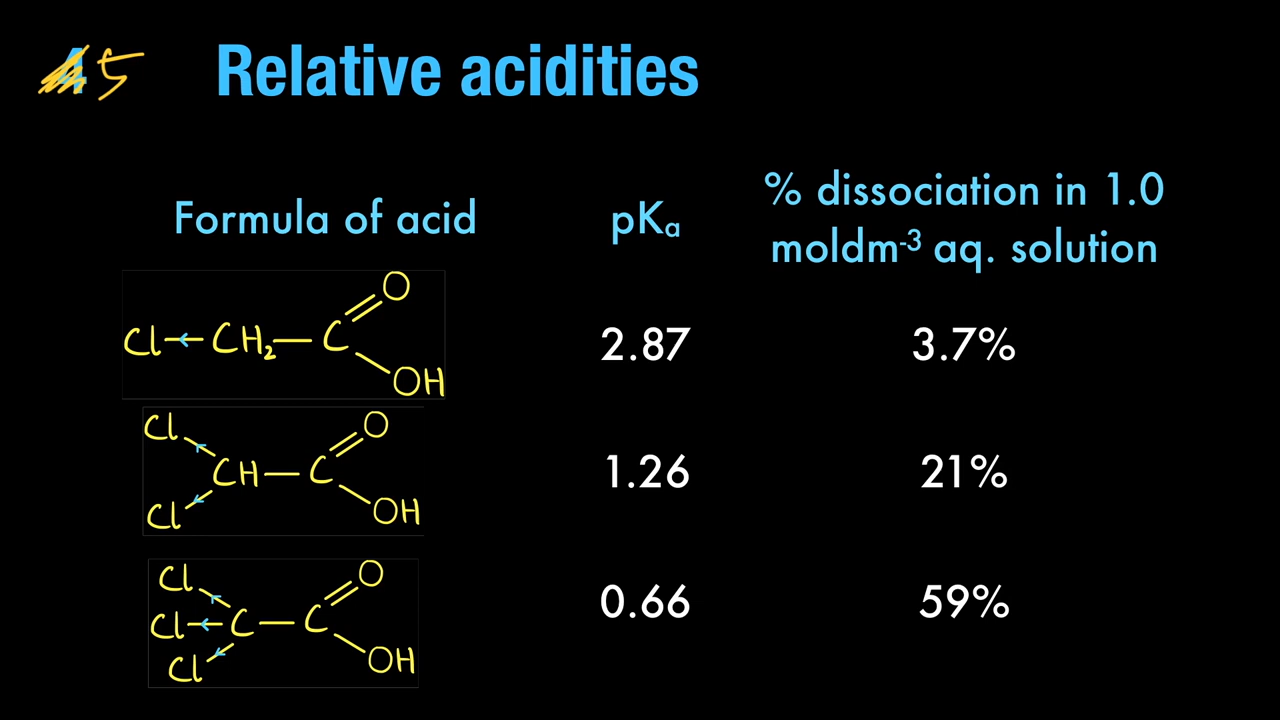 5 Relative acidities
Formula of acid pKₐ % dissociation in 1.0
moldm⁻³ aq. solution
O
Cl CH₂ C
OH
2.87 3.7%
Cl O
CH C
Cl OH
1.26 21%
Cl O
Cl C C
Cl OH
0.66 59%